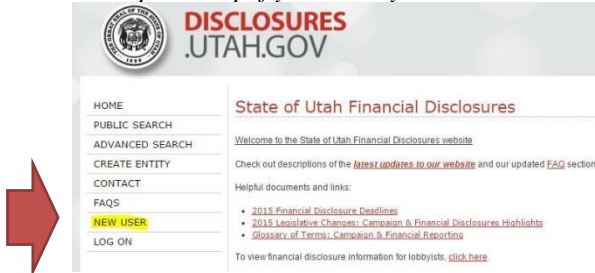 DISCLOSURES
.UTAH.GOV
HOME
PUBLIC SEARCH
ADVANCED SEARCH
CREATE ENTITY
CONTACT
FAQS
NEW USER
LOG ON
State of Utah Financial Disclosures
Welcome to the State of Utah Financial Disclosures website
Check out descriptions of the latest updates to our website and our updated FAQ section
Helpful documents and links:
2015 Financial Disclosure Deadlines
2015 Legislative Changes: Campaign & Financial Disclosures Highlights
Glossary of Terms: Campaign & Financial Reporting
To view financial disclosure information for lobbyists, click here.